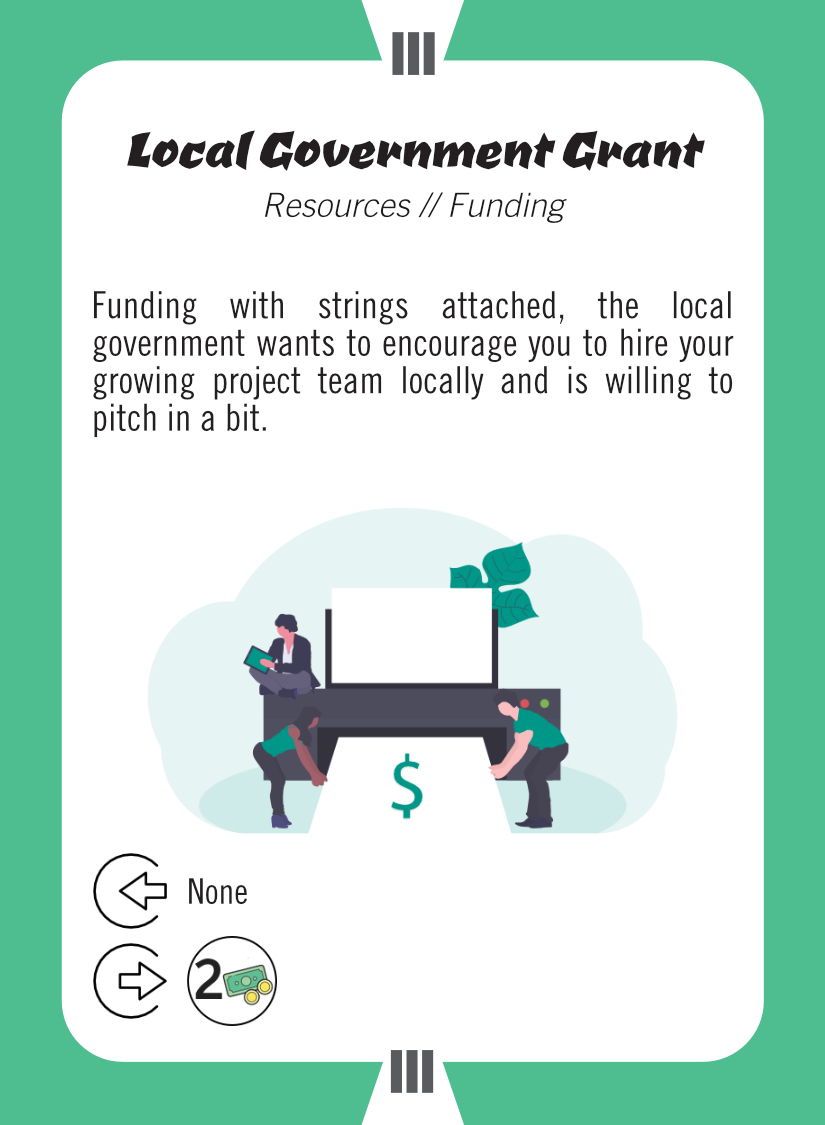 III
Local Government Grant
Resources // Funding
Funding with strings attached, the local
government wants to encourage you to hire your
growing project team locally and is willing to
pitch in a bit.
$
None
2
III